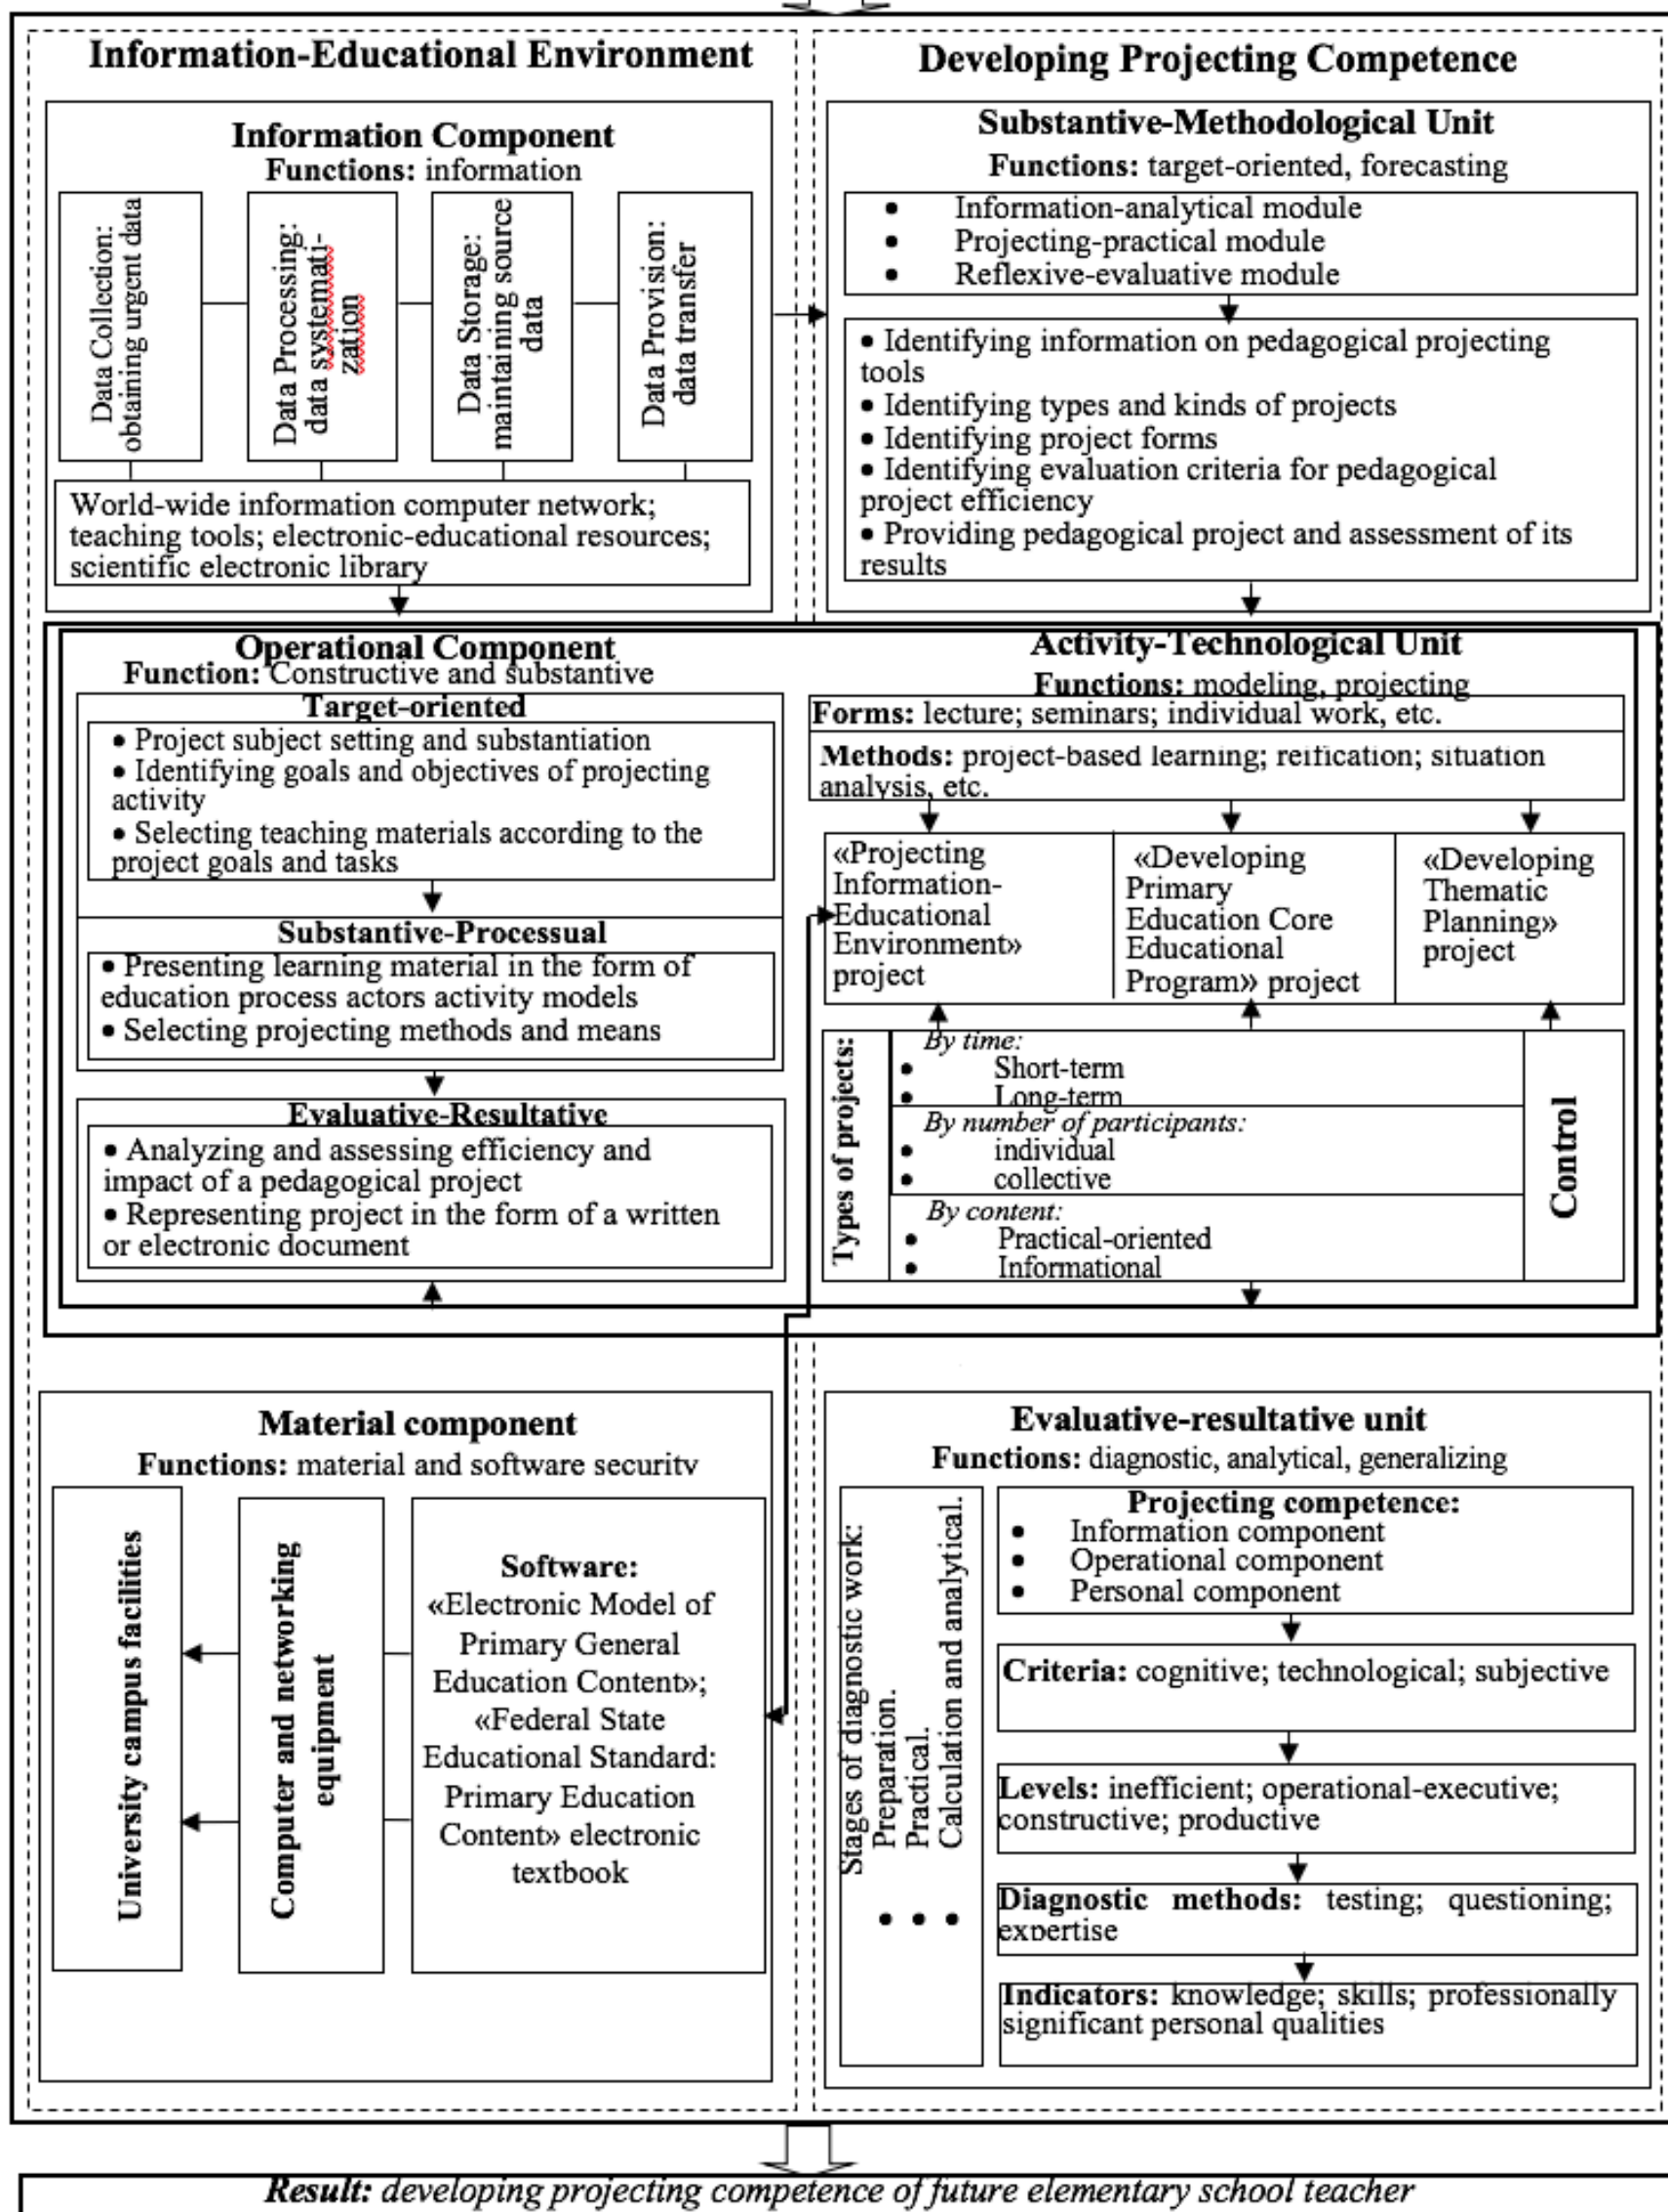 Information-Educational Environment
Information Component
Functions: information
Data Collection:
obtaining urgent data
Data Processing:
data systemati-
zation
Data Storage:
maintaining source
data
Data Provision:
data transfer
World-wide information computer network;
teaching tools; electronic-educational resources;
scientific electronic library
Developing Projecting Competence
Substantive-Methodological Unit
Functions: target-oriented, forecasting
• Information-analytical module
• Projecting-practical module
• Reflexive-evaluative module
• Identifying information on pedagogical projecting
tools
• Identifying types and kinds of projects
• Identifying project forms
• Identifying evaluation criteria for pedagogical
project efficiency
• Providing pedagogical project and assessment of its
results
Operational Component
Function: Constructive and substantive
Target-oriented
• Project subject setting and substantiation
• Identifying goals and objectives of projecting
activity
• Selecting teaching materials according to the
project goals and tasks
Substantive-Processual
• Presenting learning material in the form of
education process actors activity models
• Selecting projecting methods and means
Evaluative-Resultative
• Analyzing and assessing efficiency and
impact of a pedagogical project
• Representing project in the form of a written
or electronic document
Activity-Technological Unit
Functions: modeling, projecting
Forms: lecture; seminars; individual work, etc.
Methods: project-based learning; reification; situation
analysis, etc.
«Projecting
Information-
Educational
Environment»
project
«Developing
Primary
Education Core
Educational
Program» project
«Developing
Thematic
Planning»
project
Types of projects:
By time:
• Short-term
• Long-term
By number of participants:
• individual
• collective
By content:
• Practical-oriented
• Informational
Control
Material component
Functions: material and software security
University campus facilities
Computer and networking
equipment
Software:
«Electronic Model of
Primary General
Education Content»;
«Federal State
Educational Standard:
Primary Education
Content» electronic
textbook
Evaluative-resultative unit
Functions: diagnostic, analytical, generalizing
Stages of diagnostic work:
• Preparation.
• Practical.
• Calculation and analytical.
Projecting competence:
• Information component
• Operational component
• Personal component
Criteria: cognitive; technological; subjective
Levels: inefficient; operational-executive;
constructive; productive
Diagnostic methods: testing; questioning;
expertise
Indicators: knowledge; skills; professionally
significant personal qualities
Result: developing projecting competence of future elementary school teacher